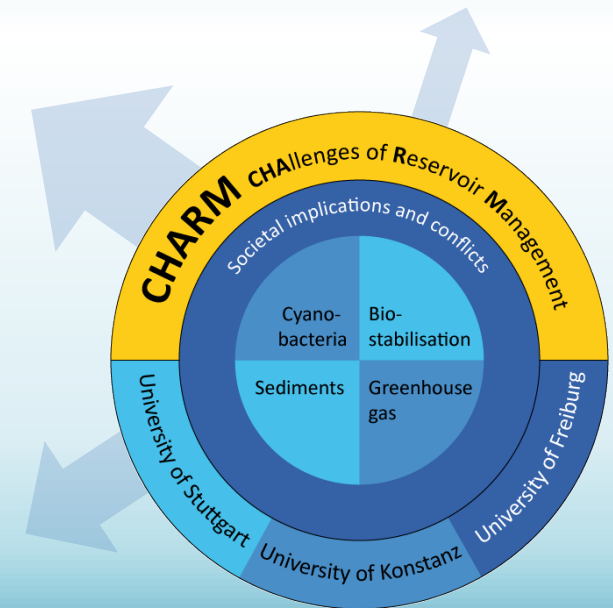 CHARM CHAllenges of Reservoir Management
Societal implications and conflicts
Cyano-
bacteria
Bio-
stabilisation
Sediments
Greenhouse
gas
University of Stuttgart
University of Konstanz
University of Freiburg